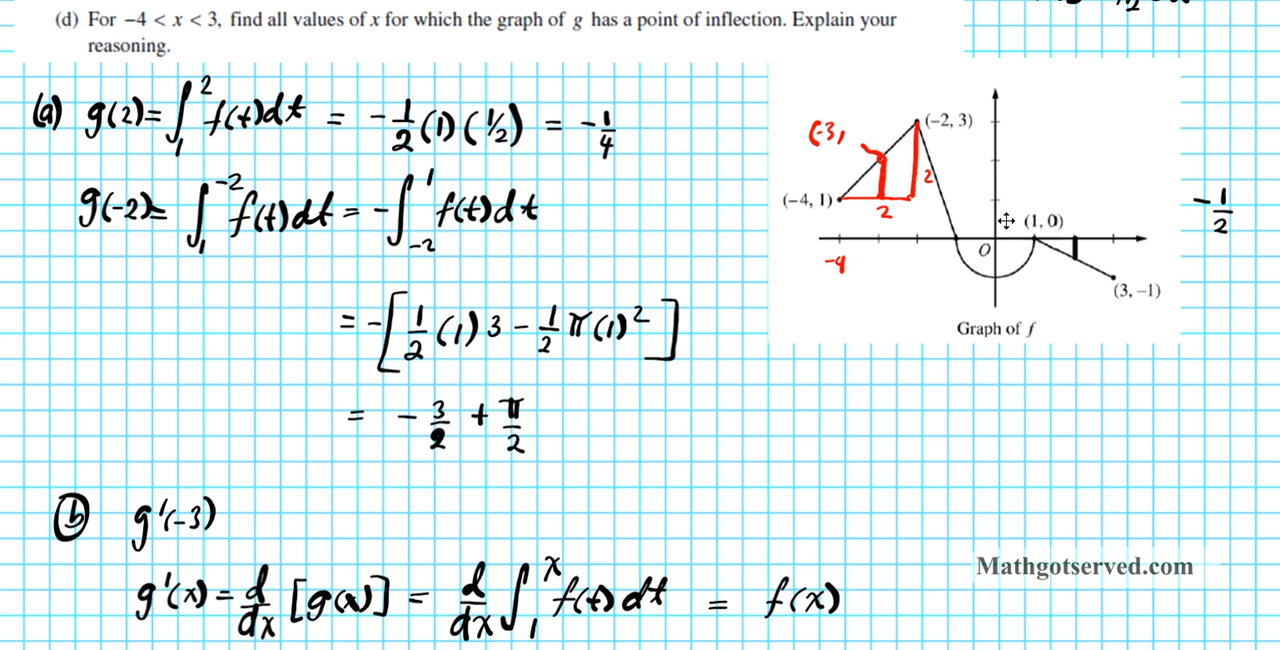 (d) For −4 < x < 3, find all values of x for which the graph of g has a point of inflection. Explain your
reasoning.
(a) g(2) = ∫₁² f(t)dt = -1/2 (1)(1/2) = -1/4
g(-2) = ∫₁⁻² f(t)dt = -∫₋₂¹ f(t)dt
= -[1/2 (1) 3 - 1/2 π(1)²]
= -3/2 + π/2
(b) g'(-3)
g'(x) = d/dx [g(x)] = d/dx ∫₁ˣ f(t)dt = f(x)
(-3,
(−2, 3)
2
(−4, 1)
2
(1, 0)
O
-4
(3, −1)
Graph of f
-1/2
Mathgotserved.com